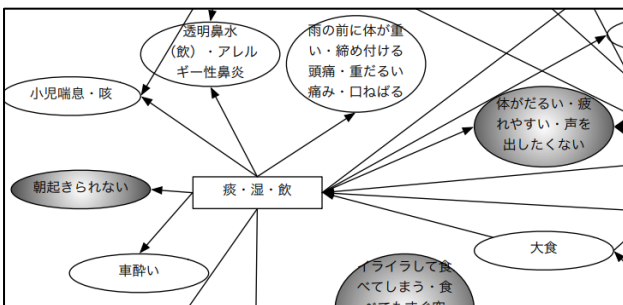 透明鼻水
（飲）・アレル
ギー性鼻炎
雨の前に体が重
い・締め付ける
頭痛・重だるい
痛み・口ねばる
小児喘息・咳
体がだるい・疲
れやすい・声を
出したくない
朝起きられない
痰・湿・飲
大食
車酔い
イライラして食
べてしまう・食